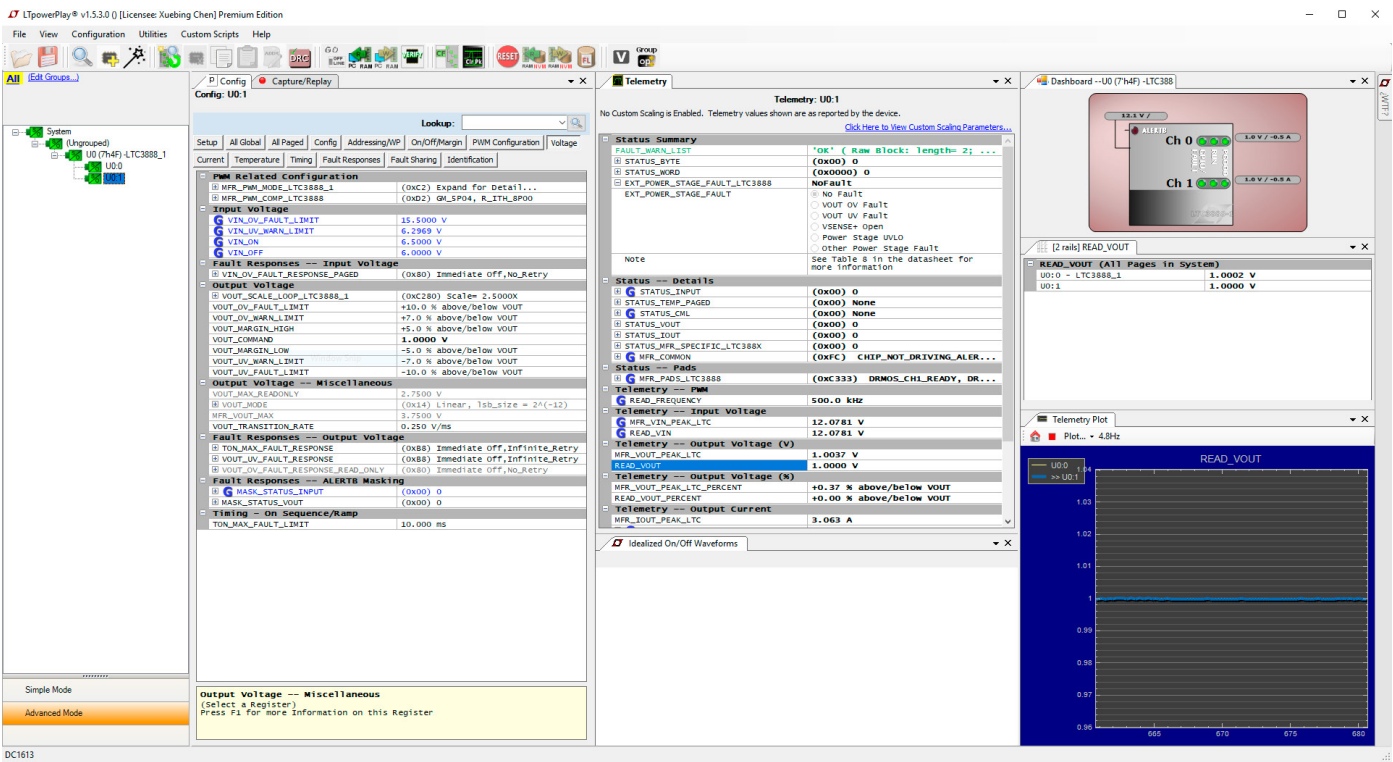 LTpowerPlay® v1.5.3.0 () [Licensee: Xuebing Chen] Premium Edition
File View Configuration Utilities Custom Scripts Help
DRG
GO
OFF
LINE
PC RAM PC RAM
RESET
RAM NVM RAM NVM
FL
V
Group
op
All (Edit Groups...)
System
(Ungrouped)
U0 (7h4F) -LTC3888_1
U0:0
U0:1
Simple Mode
Advanced Mode
Config Capture/Replay
Config: U0:1
Lookup:
Setup All Global All Paged Config Addressing/WP On/Off/Margin PWM Configuration Voltage
Current Temperature Timing Fault Responses Fault Sharing Identification
PWM Related Configuration
MFR_PWM_MODE_LTC3888_1 (0xC2) Expand for Detail...
MFR_PWM_COMP_LTC3888 (0xD2) GM_5P04, R_ITH_8P00
Input Voltage
G VIN_OV_FAULT_LIMIT 15.5000 V
G VIN_UV_WARN_LIMIT 6.2969 V
G VIN_ON 6.5000 V
G VIN_OFF 6.0000 V
Fault Responses -- Input Voltage
VIN_OV_FAULT_RESPONSE_PAGED (0x80) Immediate Off,No_Retry
Output Voltage
VOUT_SCALE_LOOP_LTC3888_1 (0xC280) Scale= 2.5000X
VOUT_OV_FAULT_LIMIT +10.0 % above/below VOUT
VOUT_OV_WARN_LIMIT +7.0 % above/below VOUT
VOUT_MARGIN_HIGH +5.0 % above/below VOUT
VOUT_COMMAND 1.0000 V
VOUT_MARGIN_LOW -5.0 % above/below VOUT
VOUT_UV_WARN_LIMIT -7.0 % above/below VOUT
VOUT_UV_FAULT_LIMIT -10.0 % above/below VOUT
Output Voltage -- Miscellaneous
VOUT_MAX_READONLY 2.7500 V
VOUT_MODE (0x14) Linear, lsb_size = 2^(-12)
MFR_VOUT_MAX 3.7500 V
VOUT_TRANSITION_RATE 0.250 V/ms
Fault Responses -- Output Voltage
TON_MAX_FAULT_RESPONSE (0xB8) Immediate Off,Infinite_Retry
VOUT_UV_FAULT_RESPONSE (0xB8) Immediate Off,Infinite_Retry
VOUT_OV_FAULT_RESPONSE_READ_ONLY (0x80) Immediate Off,No_Retry
Fault Responses -- ALERTB Masking
G MASK_STATUS_INPUT (0x00) 0
MASK_STATUS_VOUT (0x00) 0
Timing - On Sequence/Ramp
TON_MAX_FAULT_LIMIT 10.000 ms
Output Voltage -- Miscellaneous
(Select a Register)
Press F1 for more Information on this Register
Telemetry
Telemetry: U0:1
No Custom Scaling is Enabled. Telemetry values shown are as reported by the device.
Click Here to View Custom Scaling Parameters...
Status Summary
FAULT_WARN_LIST 'OK' ( Raw Block: length= 2; ...
STATUS_BYTE (0x00) 0
STATUS_WORD (0x0000) 0
EXT_POWER_STAGE_FAULT_LTC3888 NoFault
EXT_POWER_STAGE_FAULT No Fault
VOUT OV Fault
VOUT UV Fault
VSENSE+ Open
Power Stage UVLO
Other Power Stage Fault
Note See Table 8 in the datasheet for
more information
Status -- Details
G STATUS_INPUT (0x00) 0
STATUS_TEMP_PAGED (0x00) None
G STATUS_CML (0x00) None
STATUS_VOUT (0x00) 0
STATUS_IOUT (0x00) 0
STATUS_MFR_SPECIFIC_LTC388X (0x00) 0
G MFR_COMMON (0xFC) CHIP_NOT_DRIVING_ALER...
Status -- Pads
G MFR_PADS_LTC3888 (0xC333) DRMOS_CH1_READY, DR...
Telemetry -- PWM
G READ_FREQUENCY 500.0 kHz
Telemetry -- Input Voltage
G MFR_VIN_PEAK_LTC 12.0781 V
G READ_VIN 12.0781 V
Telemetry -- Output Voltage (V)
MFR_VOUT_PEAK_LTC 1.0037 V
READ_VOUT 1.0000 V
Telemetry -- Output Voltage (%)
MFR_VOUT_PEAK_LTC_PERCENT +0.37 % above/below VOUT
READ_VOUT_PERCENT +0.00 % above/below VOUT
Telemetry -- Output Current
MFR_IOUT_PEAK_LTC 3.063 A
Idealized On/Off Waveforms
Dashboard --U0 (7'h4F) -LTC388
12.1 V /
ALERTB
Ch 0
1.0 V / -0.5 A
Ch 1
1.0 V / -0.5 A
[2 rails] READ_VOUT
READ_VOUT (All Pages in System)
U0:0 - LTC3888_1 1.0002 V
U0:1 1.0000 V
Telemetry Plot
Plot... 4.8Hz
READ_VOUT
U0:0
>> U0:1
1.04
1.03
1.02
1.01
1
0.99
0.98
0.97
0.96
665 670 675 680
¿WTF?
DC1613